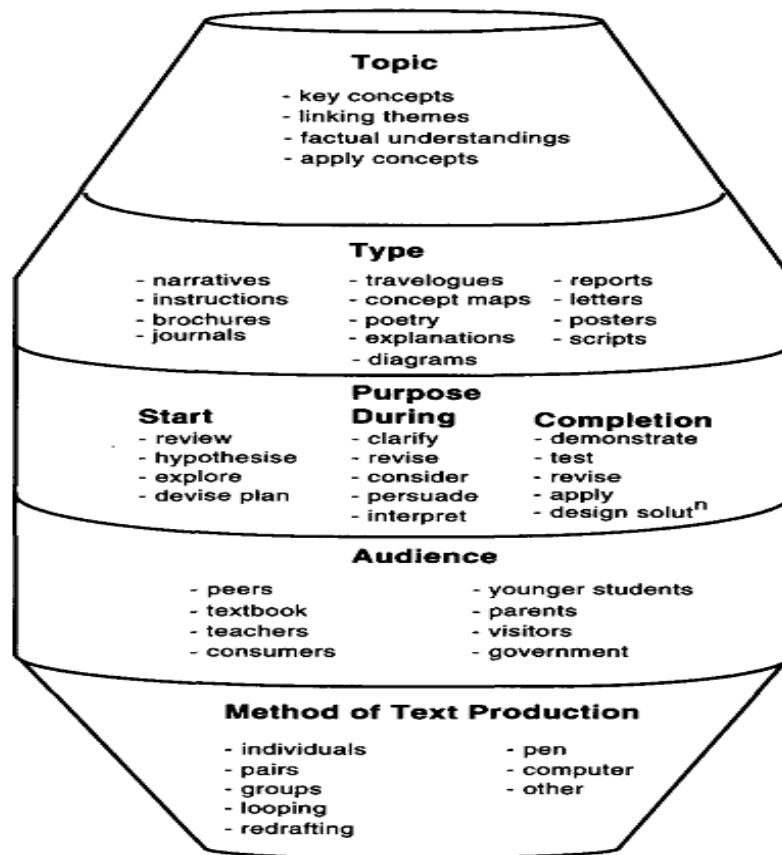 Topic
- key concepts
- linking themes
- factual understandings
- apply concepts
Type
- narratives
- instructions
- brochures
- journals
- travelogues
- concept maps
- poetry
- explanations
- diagrams
- reports
- letters
- posters
- scripts
Purpose
Start
- review
- hypothesise
- explore
- devise plan
During
- clarify
- revise
- consider
- persuade
- interpret
Completion
- demonstrate
- test
- revise
- apply
- design solutⁿ
Audience
- peers
- textbook
- teachers
- consumers
- younger students
- parents
- visitors
- government
Method of Text Production
- individuals
- pairs
- groups
- looping
- redrafting
- pen
- computer
- other